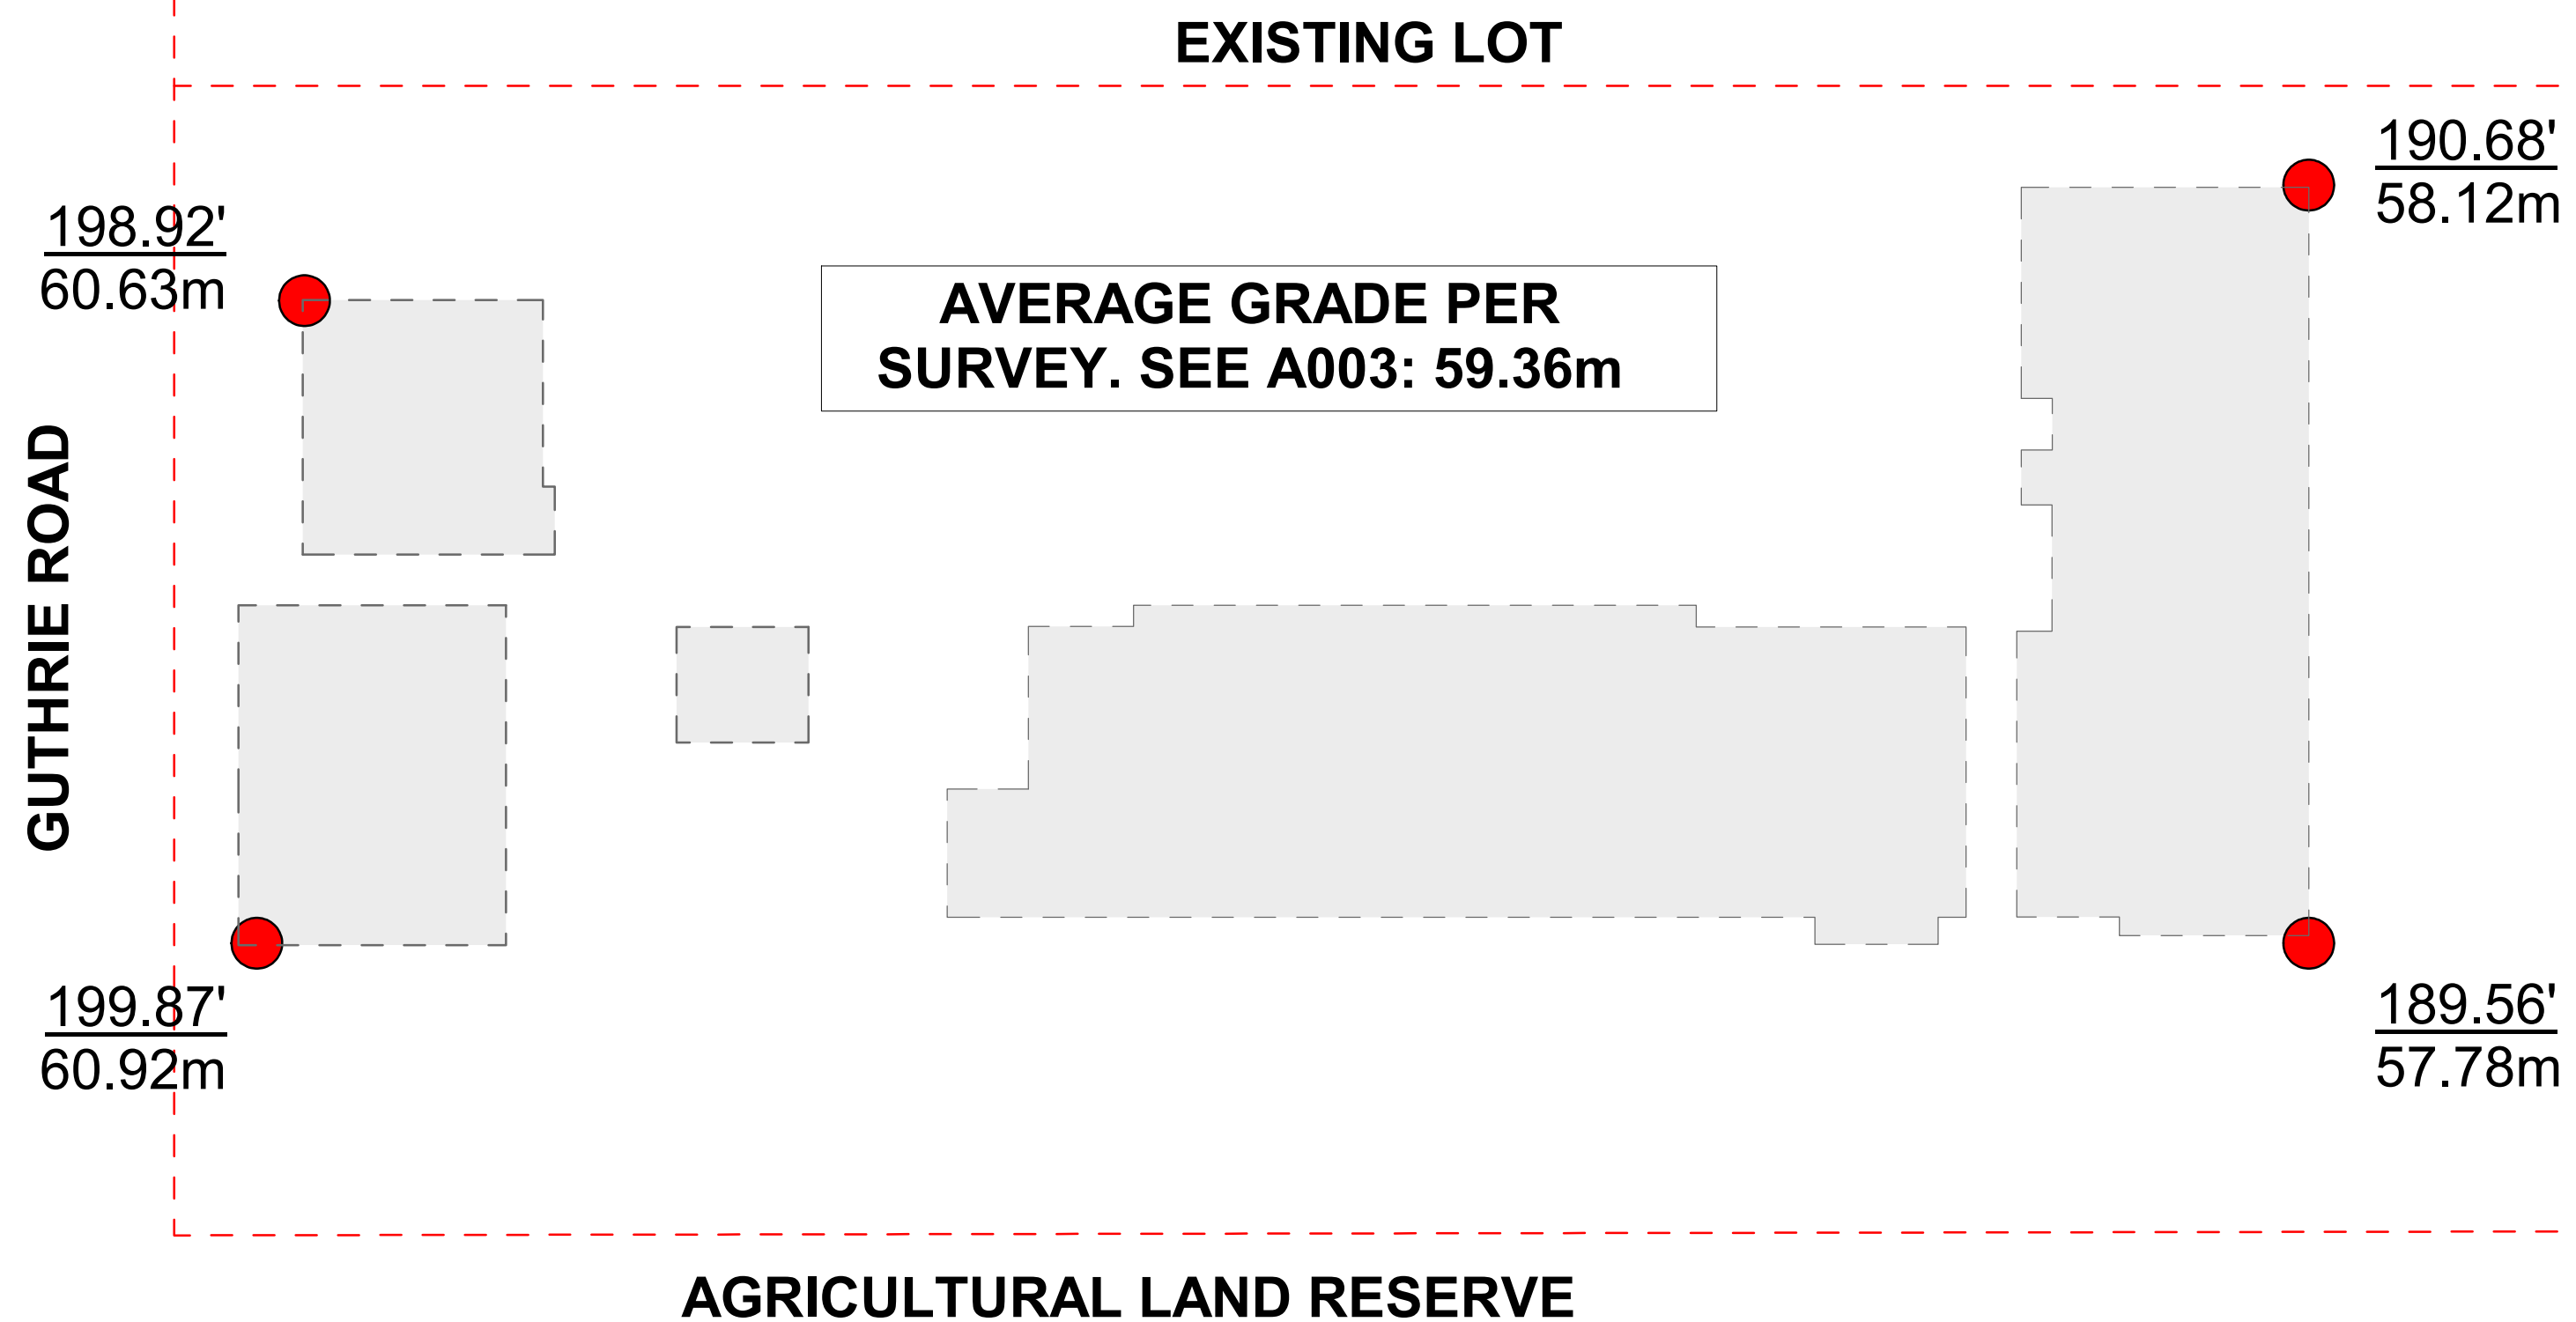 EXISTING LOT
190.68'
58.12m
198.92'
60.63m
AVERAGE GRADE PER
SURVEY. SEE A003: 59.36m
GUTHRIE ROAD
199.87'
60.92m
189.56'
57.78m
AGRICULTURAL LAND RESERVE